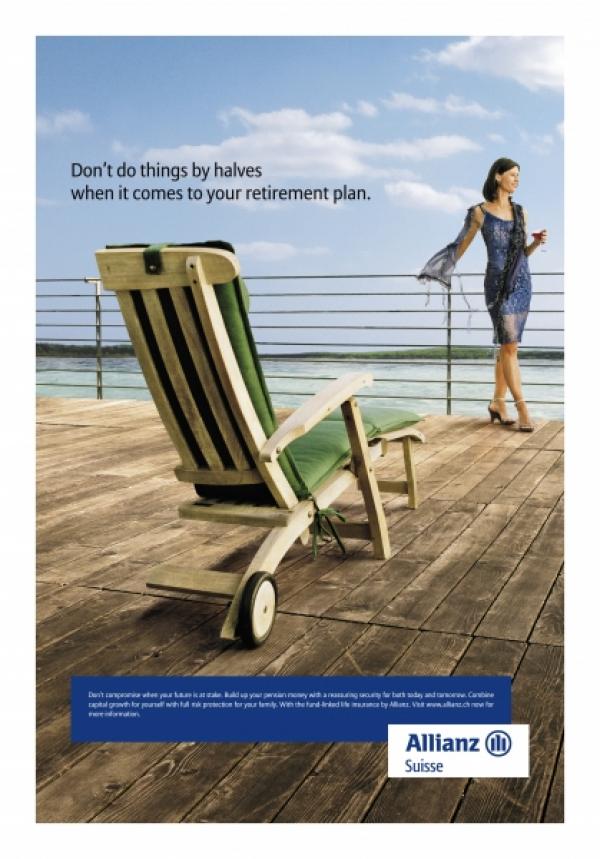 Don't do things by halves
when it comes to your retirement plan.
Don't compromise when your future is at stake. Build up your pension money with a reassuring security for both today and tomorrow. Combine
capital growth for yourself with full risk protection for your family. With the fund-linked life insurance by Allianz. Visit www.allianz.ch now for
more information.
Allianz
Suisse